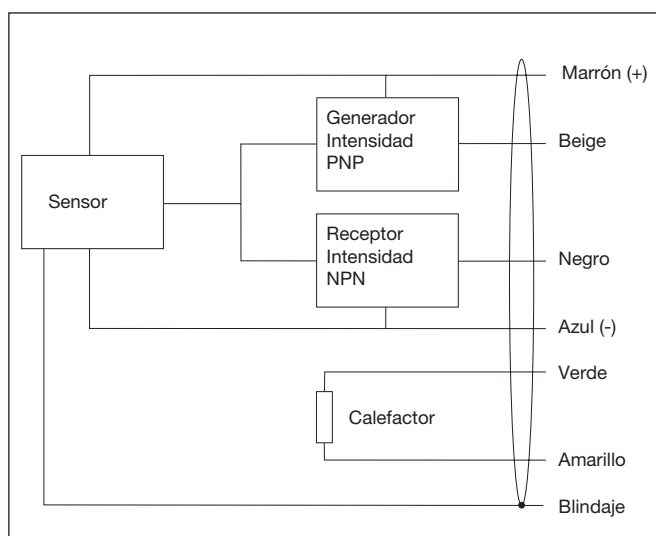 Marrón (+)
Generador
Intensidad
PNP
Beige
Sensor
Receptor
Intensidad
NPN
Negro
Azul (-)
Verde
Calefactor
Amarillo
Blindaje